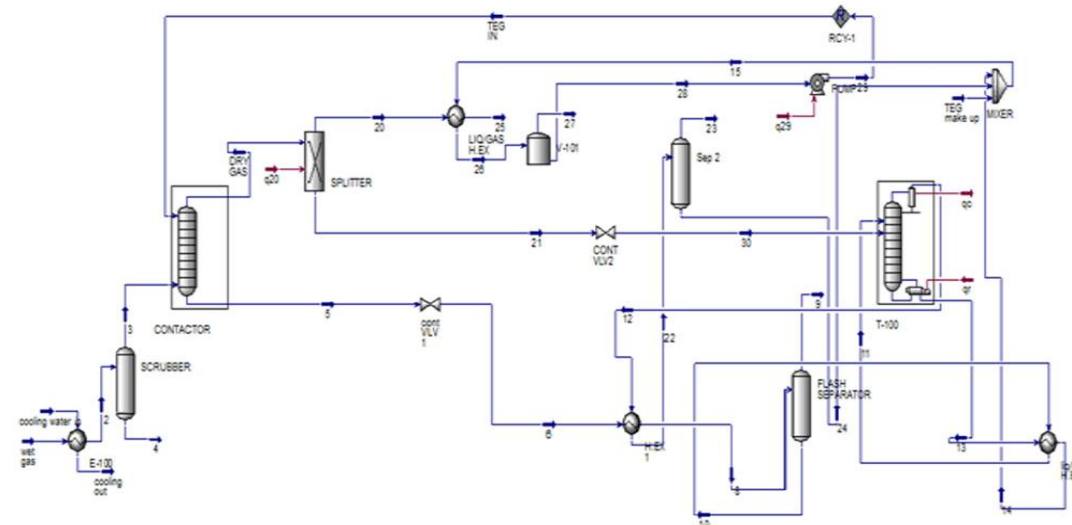 TEG
IN
R
RCY-1
15
20
25
LIQ/GAS
H.EX
26
27
V-101
28
PUMP
29
q29
TEG
make up
MIXER
23
Sep 2
DRY
GAS
q20
SPLITTER
21
CONT
VLV2
30
qc
qr
T-100
3
CONTACTOR
5
cont
VLV
1
12
22
9
11
SCRUBBER
FLASH
SEPARATOR
cooling water
2
wet
gas
E-100
4
cooling
out
6
H.EX
1
8
24
10
13
14